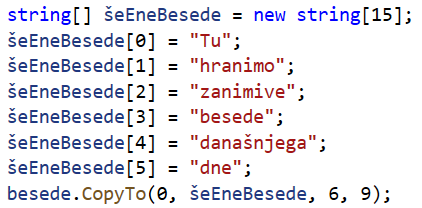 string[] šeEneBesede = new string[15];
šeEneBesede[0] = "Tu";
šeEneBesede[1] = "hranimo";
šeEneBesede[2] = "zanimive";
šeEneBesede[3] = "besede";
šeEneBesede[4] = "današnjega";
šeEneBesede[5] = "dne";
besede.CopyTo(0, šeEneBesede, 6, 9);